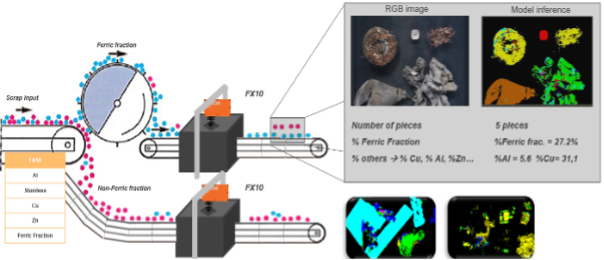 RGB image
Model inference
Ferric fraction
Scrap Input
FX10
Number of pieces
5 pieces
% Ferric Fraction
%Ferric frac. = 27.2%
% others → % Cu, % Al, %Zn...
%Al = 5.6 %Cu= 31,1
Al
Stainless
Cu
Zn
Ferric Fraction
Non-Ferric fraction
FX10